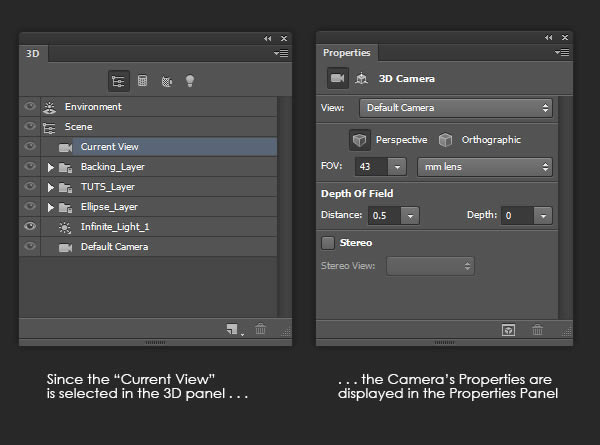 3D
Environment
Scene
Current View
Backing_Layer
TUTS_Layer
Ellipse_Layer
Infinite_Light_1
Default Camera
Properties
3D Camera
View: Default Camera
Perspective Orthographic
FOV: 43 mm lens
Depth Of Field
Distance: 0.5 Depth: 0
Stereo
Stereo View:
Since the “Current View”
is selected in the 3D panel . . .
. . . the Camera’s Properties are
displayed in the Properties Panel